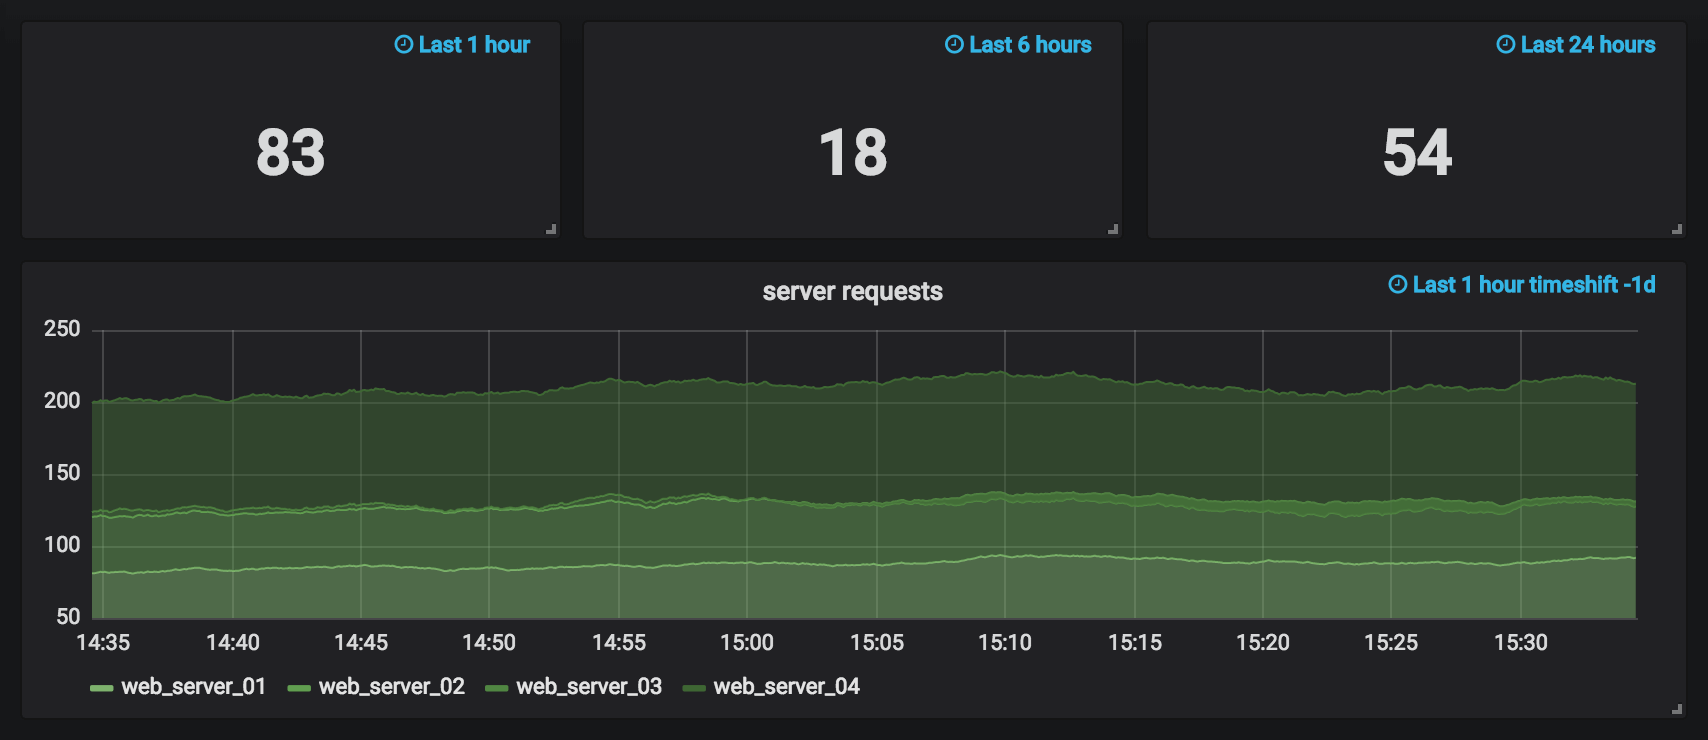 Last 1 hour
Last 6 hours
Last 24 hours
83
18
54
server requests
Last 1 hour timeshift -1d
250
200
150
100
50
14:35 14:40 14:45 14:50 14:55 15:00 15:05 15:10 15:15 15:20 15:25 15:30
web_server_01 web_server_02 web_server_03 web_server_04